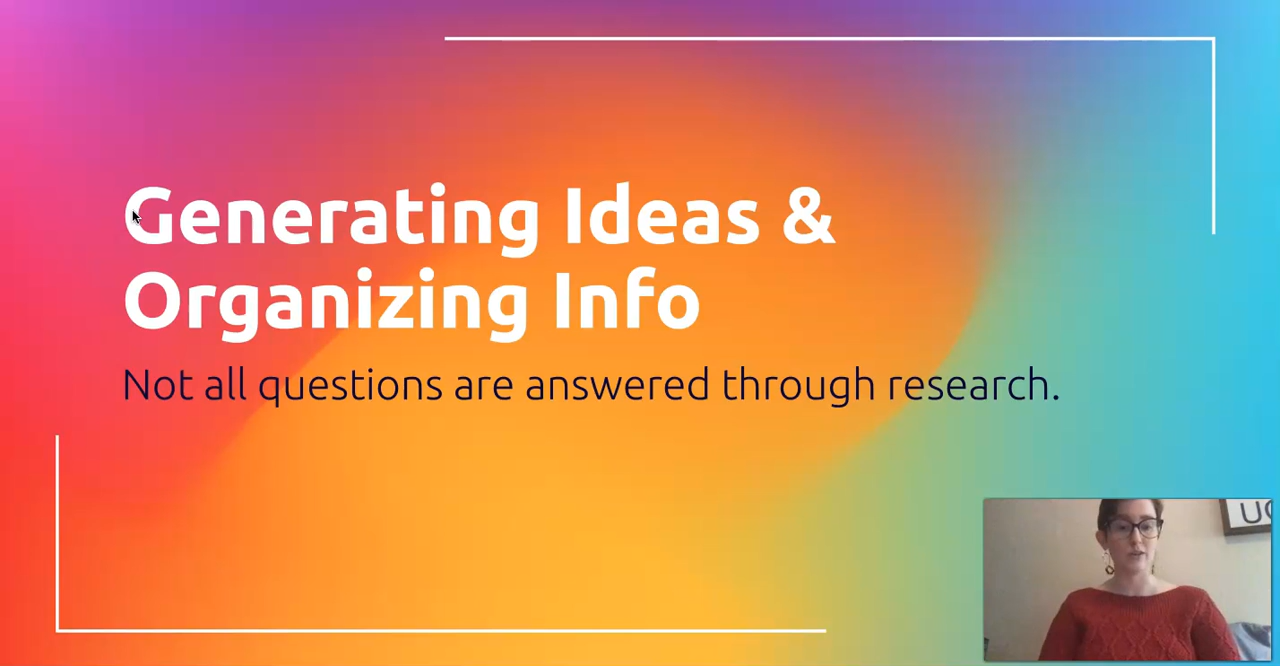 Generating Ideas &
Organizing Info
Not all questions are answered through research.